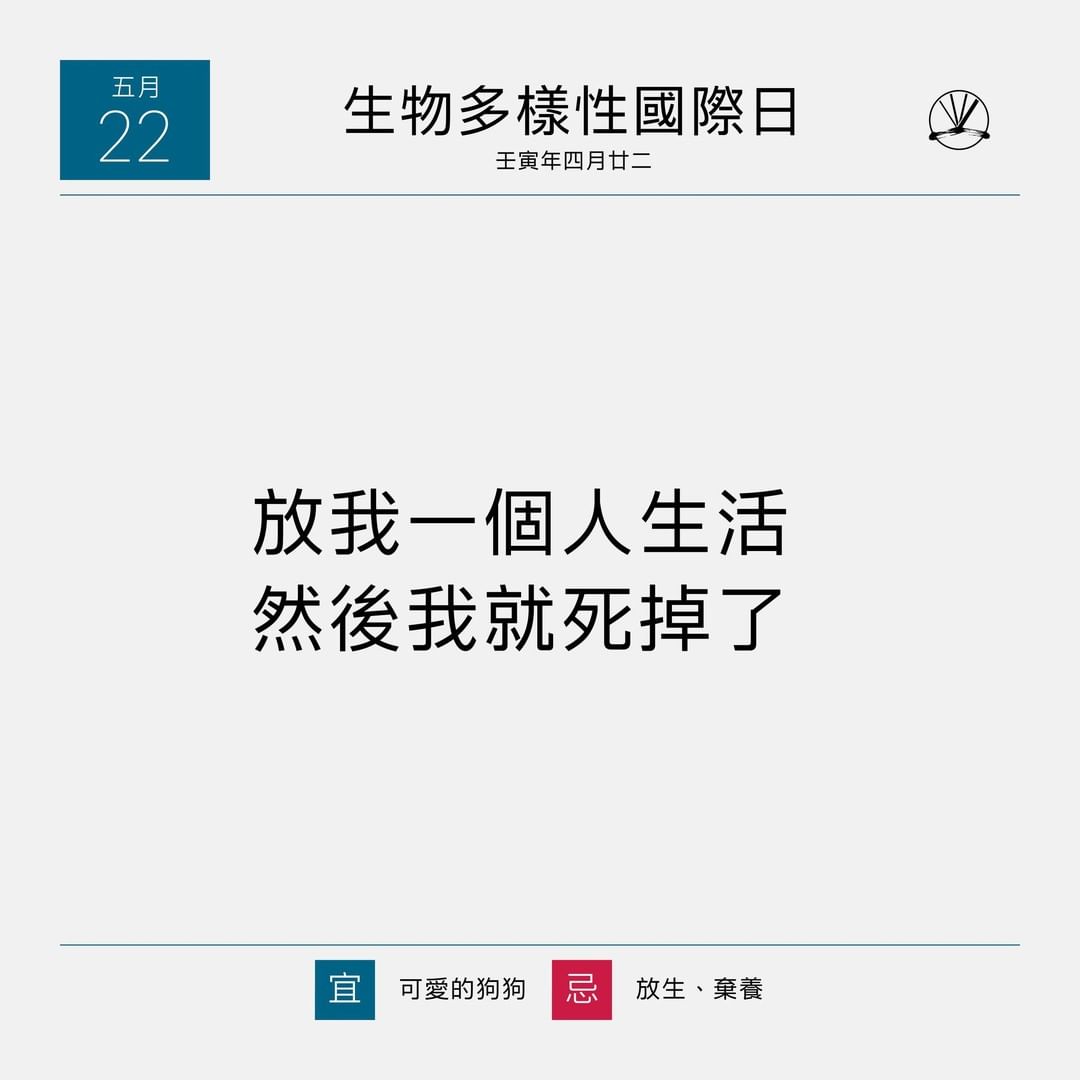 五月
22
生物多樣性國際日
壬寅年四月廿二
放我一個人生活
然後我就死掉了
宜 可愛的狗狗 忌 放生、棄養